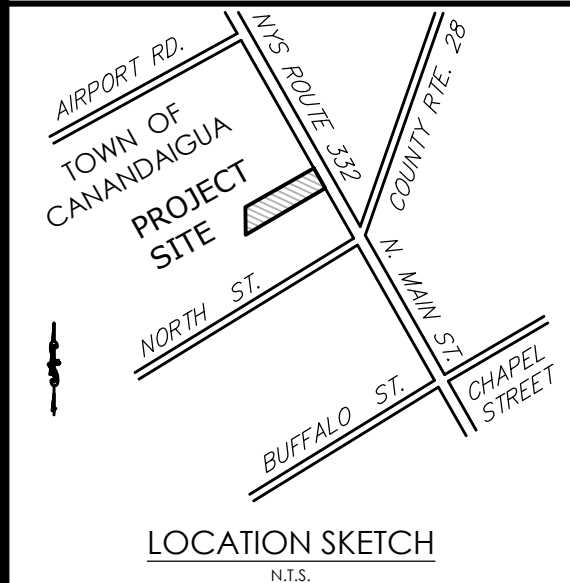 AIRPORT RD.
NYS ROUTE 332
COUNTY RTE. 28
TOWN OF
CANANDAIGUA
PROJECT
SITE
NORTH ST.
N. MAIN ST.
BUFFALO ST.
CHAPEL
STREET
LOCATION SKETCH
N.T.S.